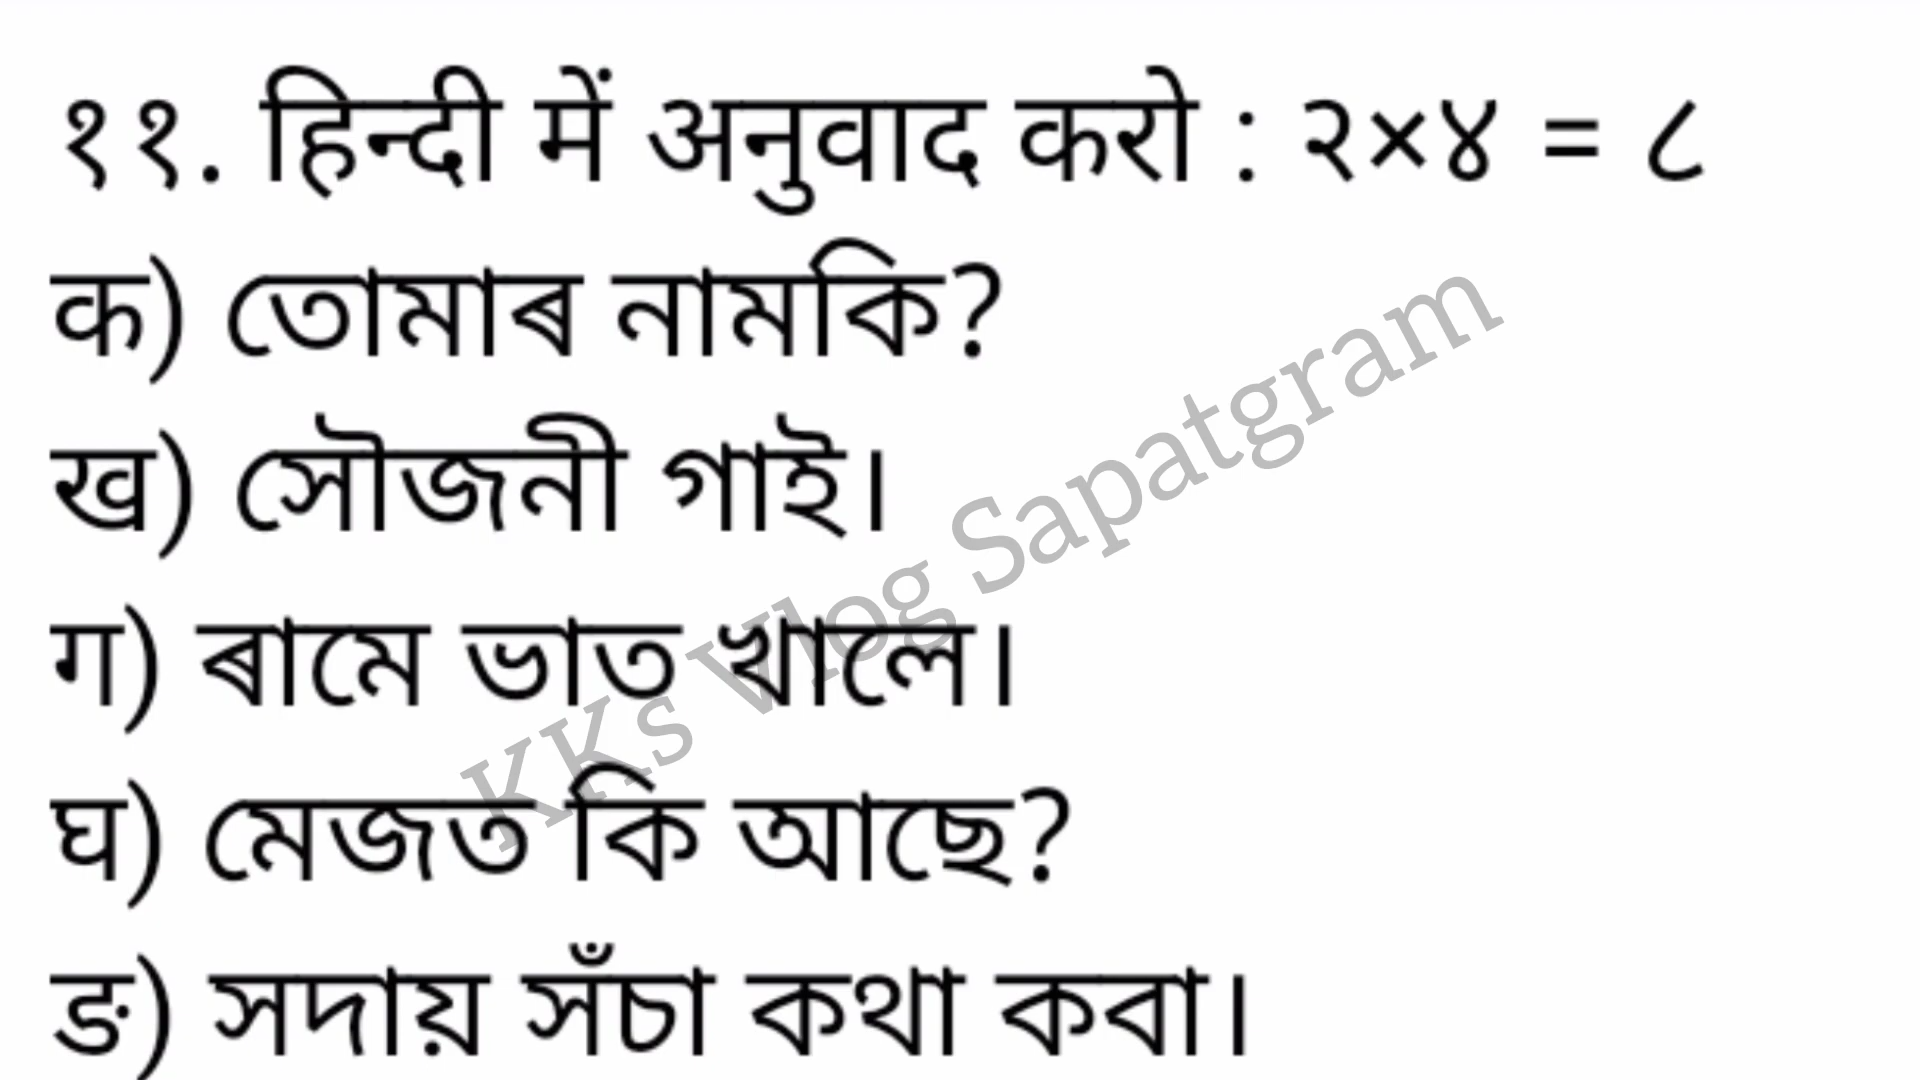 ११. हिन्दी में अनुवाद करो : २×४ = ८
क) তোমাৰ নামকি?
ख) সৌজনী গাই।
ग) ৰামে ভাত খালে।
घ) মেজত কি আছে?
ङ) সদায় সঁচা কথা কবা।
KKs Vlog Sapatgram